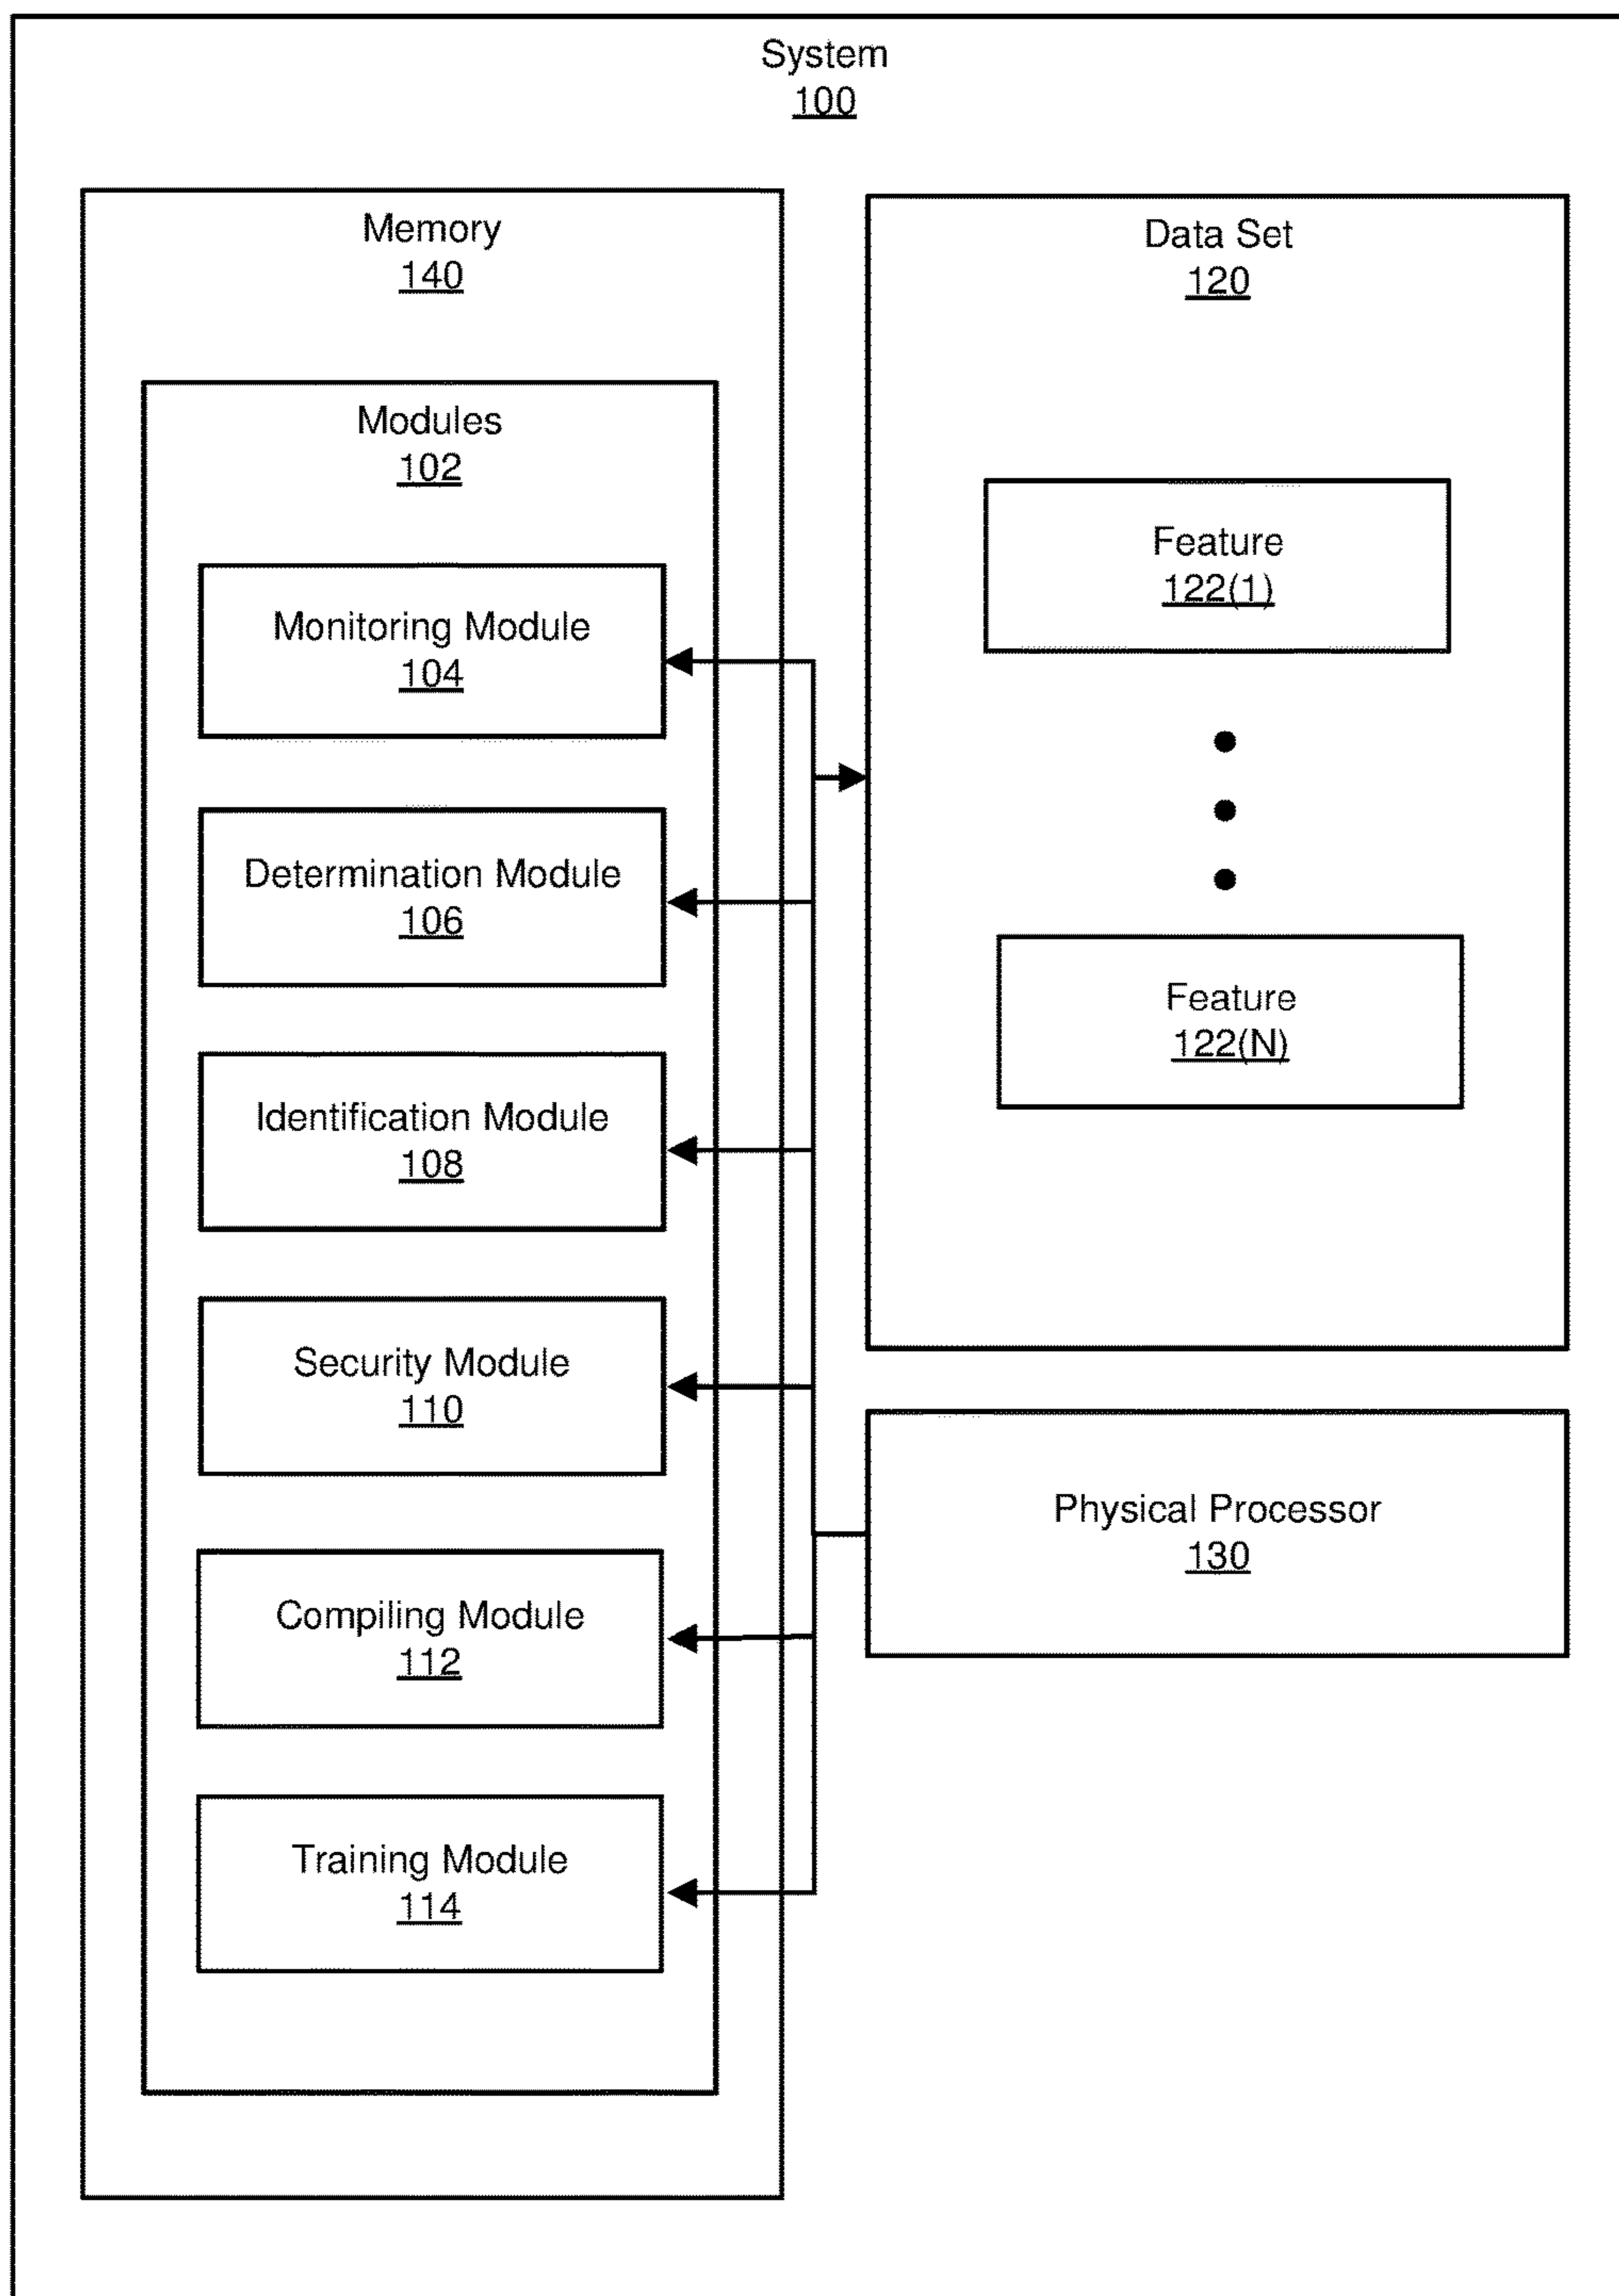 System
100
Memory
140
Modules
102
Monitoring Module
104
Determination Module
106
Identification Module
108
Security Module
110
Compiling Module
112
Training Module
114
Data Set
120
Feature
122(1)
Feature
122(N)
Physical Processor
130